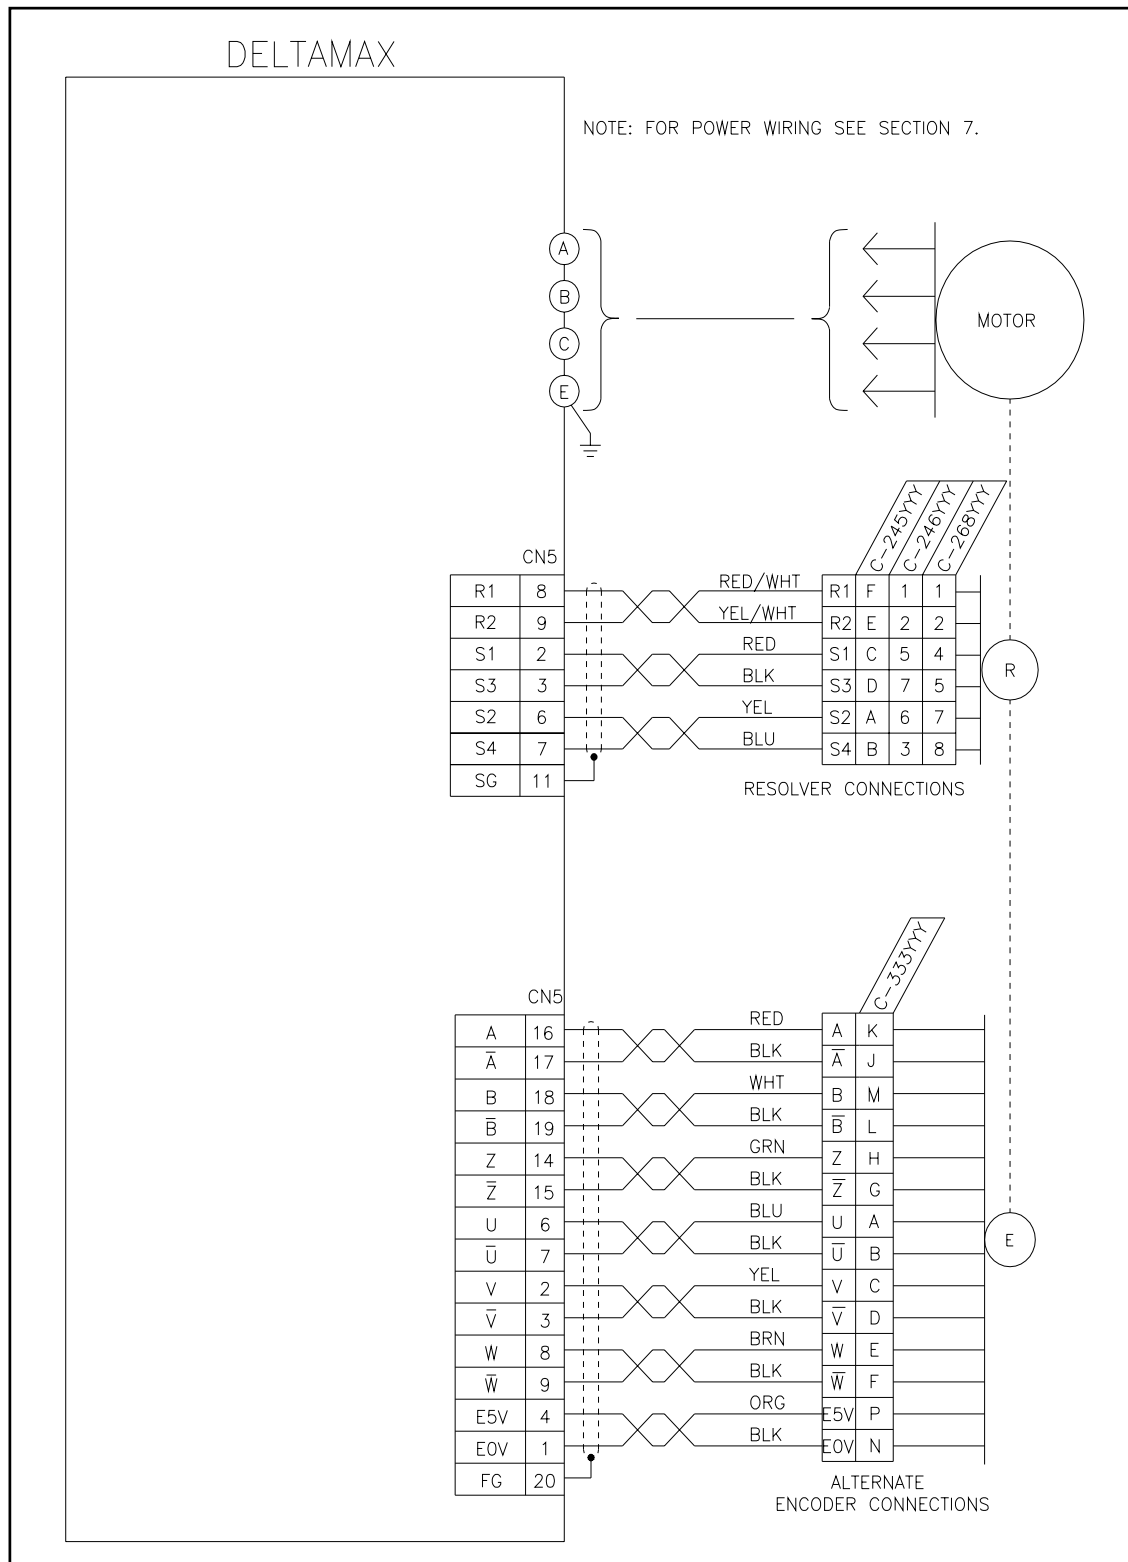 DELTAMAX
NOTE: FOR POWER WIRING SEE SECTION 7.
A
B
C
E
MOTOR
C-245YYY
C-246YYY
C-268YYY
CN5
R1 8 RED/WHT R1 F 1 1
R2 9 YEL/WHT R2 E 2 2
S1 2 RED S1 C 5 4
S3 3 BLK S3 D 7 5
S2 6 YEL S2 A 6 7
S4 7 BLU S4 B 3 8
SG 11
R
RESOLVER CONNECTIONS
C-333YYY
CN5
A 16 RED A K
A̅ 17 BLK A̅ J
B 18 WHT B M
B̅ 19 BLK B̅ L
Z 14 GRN Z H
Z̅ 15 BLK Z̅ G
U 6 BLU U A
U̅ 7 BLK U̅ B
V 2 YEL V C
V̅ 3 BLK V̅ D
W 8 BRN W E
W̅ 9 BLK W̅ F
E5V 4 ORG E5V P
E0V 1 BLK E0V N
FG 20
E
ALTERNATE
ENCODER CONNECTIONS